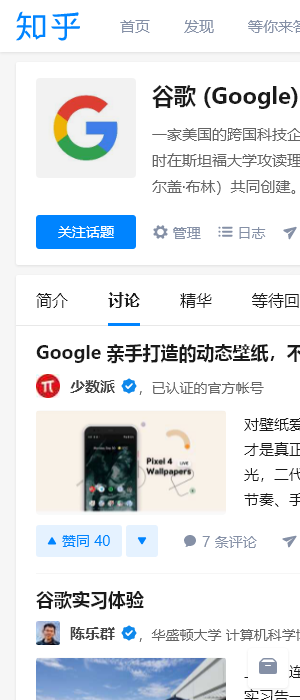 知乎 首页 发现 等你来答
谷歌 (Google)
一家美国的跨国科技企
时在斯坦福大学攻读理
尔盖·布林）共同创建。
关注话题 管理 日志
简介 讨论 精华 等待回
Google 亲手打造的动态壁纸，不
少数派 ，已认证的官方帐号
对壁纸爱
才是真正
光，二代
节奏、手
Pixel 4
Wallpapers
LIVE
赞同 40 7 条评论
谷歌实习体验
陈乐群 ，华盛顿大学 计算机科学博
实习告一